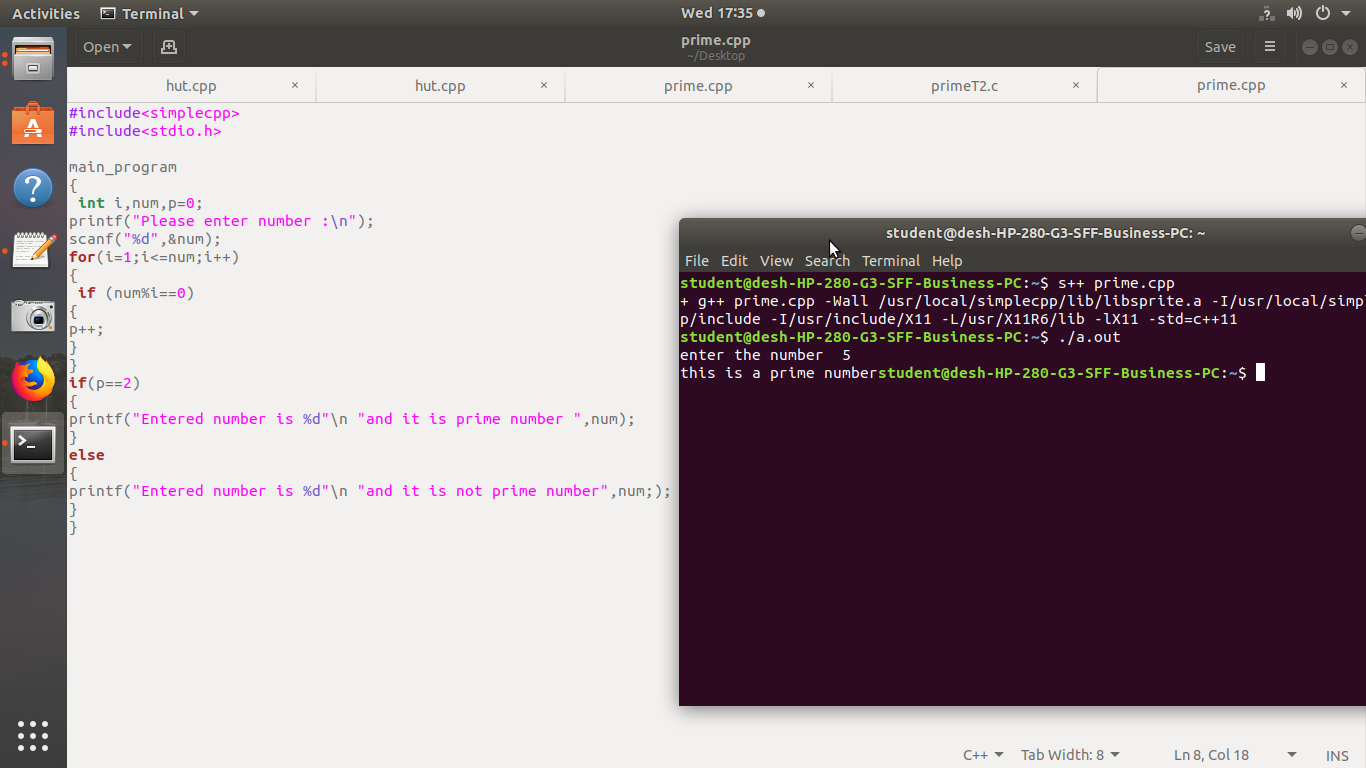 Activities Terminal Wed 17:35
Open prime.cpp Save
~/Desktop
hut.cpp × hut.cpp × prime.cpp × primeT2.c × prime.cpp ×
#include<simplecpp>
#include<stdio.h>
main_program
{
int i,num,p=0;
printf("Please enter number :\n");
scanf("%d",&num);
for(i=1;i<=num;i++)
{
if (num%i==0)
{
p++;
}
}
if(p==2)
{
printf("Entered number is %d"\n "and it is prime number ",num);
}
else
{
printf("Entered number is %d"\n "and it is not prime number",num;);
}
}
student@desh-HP-280-G3-SFF-Business-PC: ~
File Edit View Search Terminal Help
student@desh-HP-280-G3-SFF-Business-PC:~$ s++ prime.cpp
+ g++ prime.cpp -Wall /usr/local/simplecpp/lib/libsprite.a -I/usr/local/simpl
p/include -I/usr/include/X11 -L/usr/X11R6/lib -lX11 -std=c++11
student@desh-HP-280-G3-SFF-Business-PC:~$ ./a.out
enter the number  5
this is a prime numberstudent@desh-HP-280-G3-SFF-Business-PC:~$
C++ Tab Width: 8 Ln 8, Col 18 INS